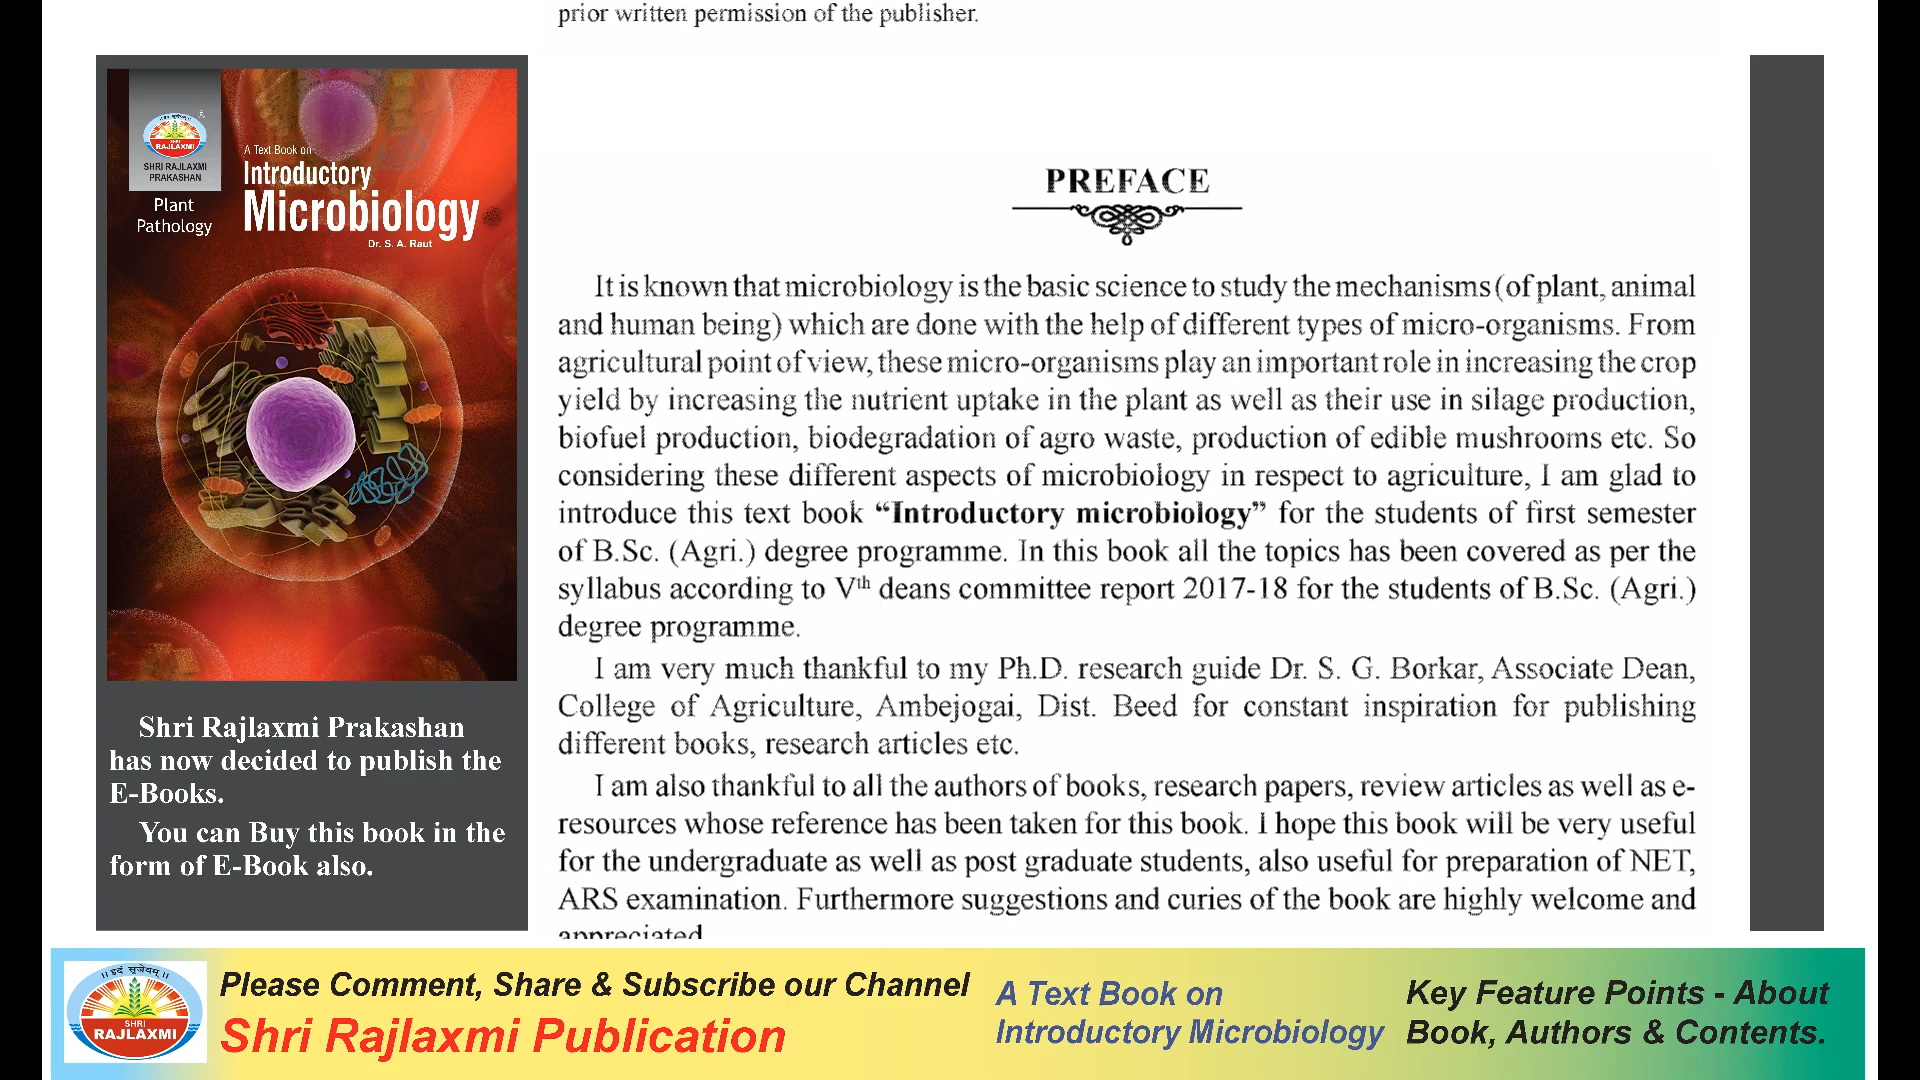 prior written permission of the publisher.
SHRI
RAJLAXMI
SHRI RAJLAXMI
PRAKASHAN
Plant
Pathology
A Text Book on
Introductory
Microbiology
Dr. S. A. Raut
Shri Rajlaxmi Prakashan
has now decided to publish the
E-Books.
You can Buy this book in the
form of E-Book also.
PREFACE
It is known that microbiology is the basic science to study the mechanisms (of plant, animal
and human being) which are done with the help of different types of micro-organisms. From
agricultural point of view, these micro-organisms play an important role in increasing the crop
yield by increasing the nutrient uptake in the plant as well as their use in silage production,
biofuel production, biodegradation of agro waste, production of edible mushrooms etc. So
considering these different aspects of microbiology in respect to agriculture, I am glad to
introduce this text book “Introductory microbiology” for the students of first semester
of B.Sc. (Agri.) degree programme. In this book all the topics has been covered as per the
syllabus according to Vth deans committee report 2017-18 for the students of B.Sc. (Agri.)
degree programme.
I am very much thankful to my Ph.D. research guide Dr. S. G. Borkar, Associate Dean,
College of Agriculture, Ambejogai, Dist. Beed for constant inspiration for publishing
different books, research articles etc.
I am also thankful to all the authors of books, research papers, review articles as well as e-
resources whose reference has been taken for this book. I hope this book will be very useful
for the undergraduate as well as post graduate students, also useful for preparation of NET,
ARS examination. Furthermore suggestions and curies of the book are highly welcome and
appreciated
।। इदं सृजेयम् ।।
SHRI
RAJLAXMI
Please Comment, Share & Subscribe our Channel
Shri Rajlaxmi Publication
A Text Book on
Introductory Microbiology
Key Feature Points - About
Book, Authors & Contents.